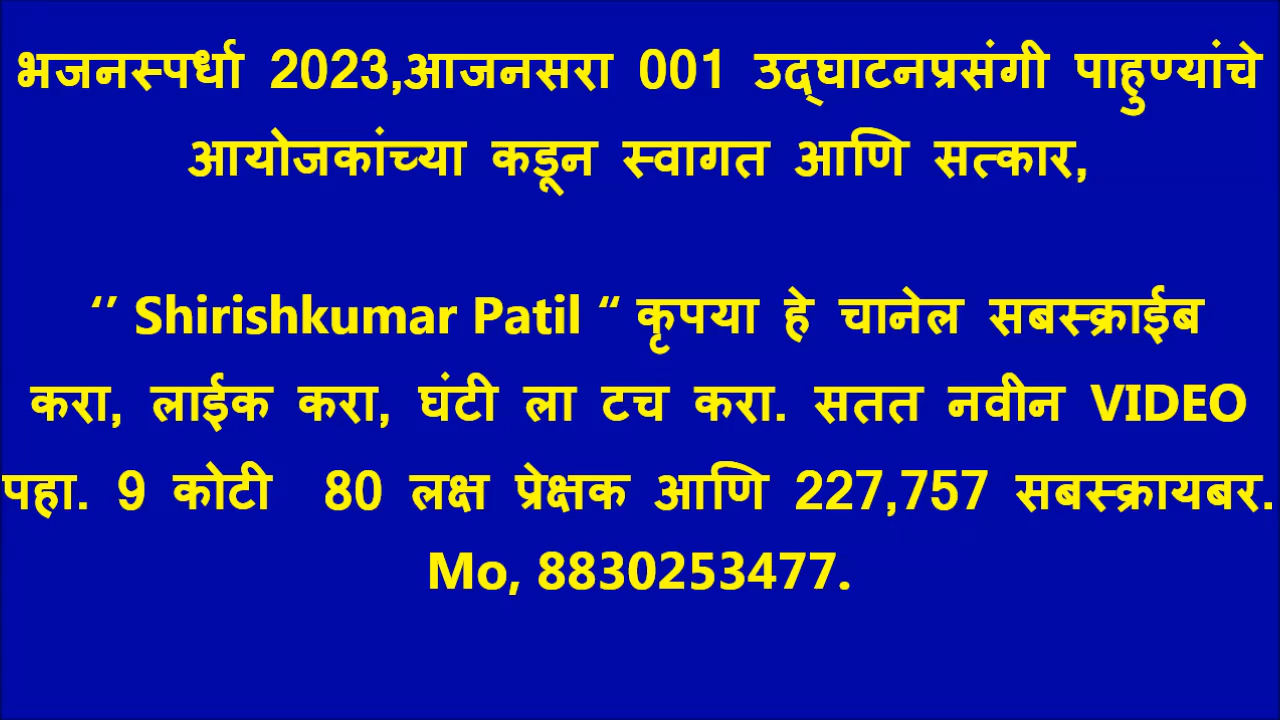 भजनस्पर्धा 2023,आजनसरा 001 उद्घाटनप्रसंगी पाहुण्यांचे
आयोजकांच्या कडून स्वागत आणि सत्कार,
‘’ Shirishkumar Patil “ कृपया हे चानेल सबस्क्राईब
करा, लाईक करा, घंटी ला टच करा. सतत नवीन VIDEO
पहा. 9 कोटी 80 लक्ष प्रेक्षक आणि 227,757 सबस्क्रायबर.
Mo, 8830253477.